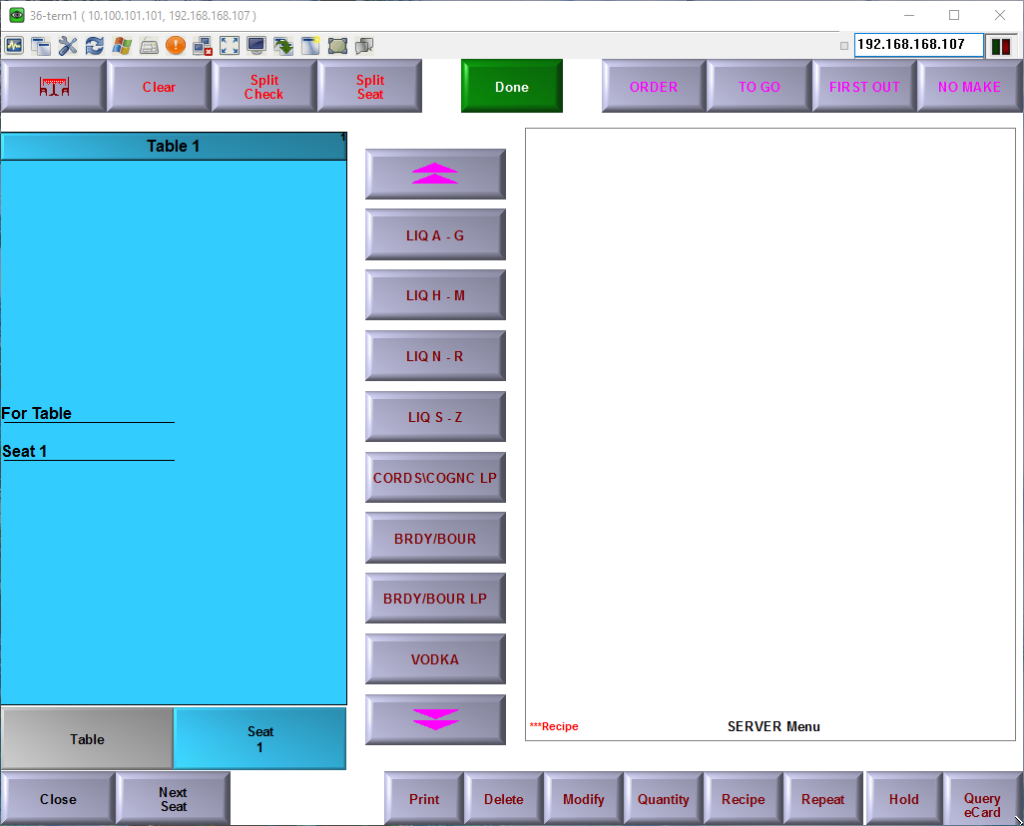 36-term1 ( 10.100.101.101, 192.168.168.107 )
192.168.168.107
Clear
Split
Check
Split
Seat
Done
ORDER
TO GO
FIRST OUT
NO MAKE
Table 1
1
For Table
Seat 1
LIQ A - G
LIQ H - M
LIQ N - R
LIQ S - Z
CORDS\COGNC LP
BRDY/BOUR
BRDY/BOUR LP
VODKA
***Recipe
SERVER Menu
Table
Seat
1
Close
Next
Seat
Print
Delete
Modify
Quantity
Recipe
Repeat
Hold
Query
eCard